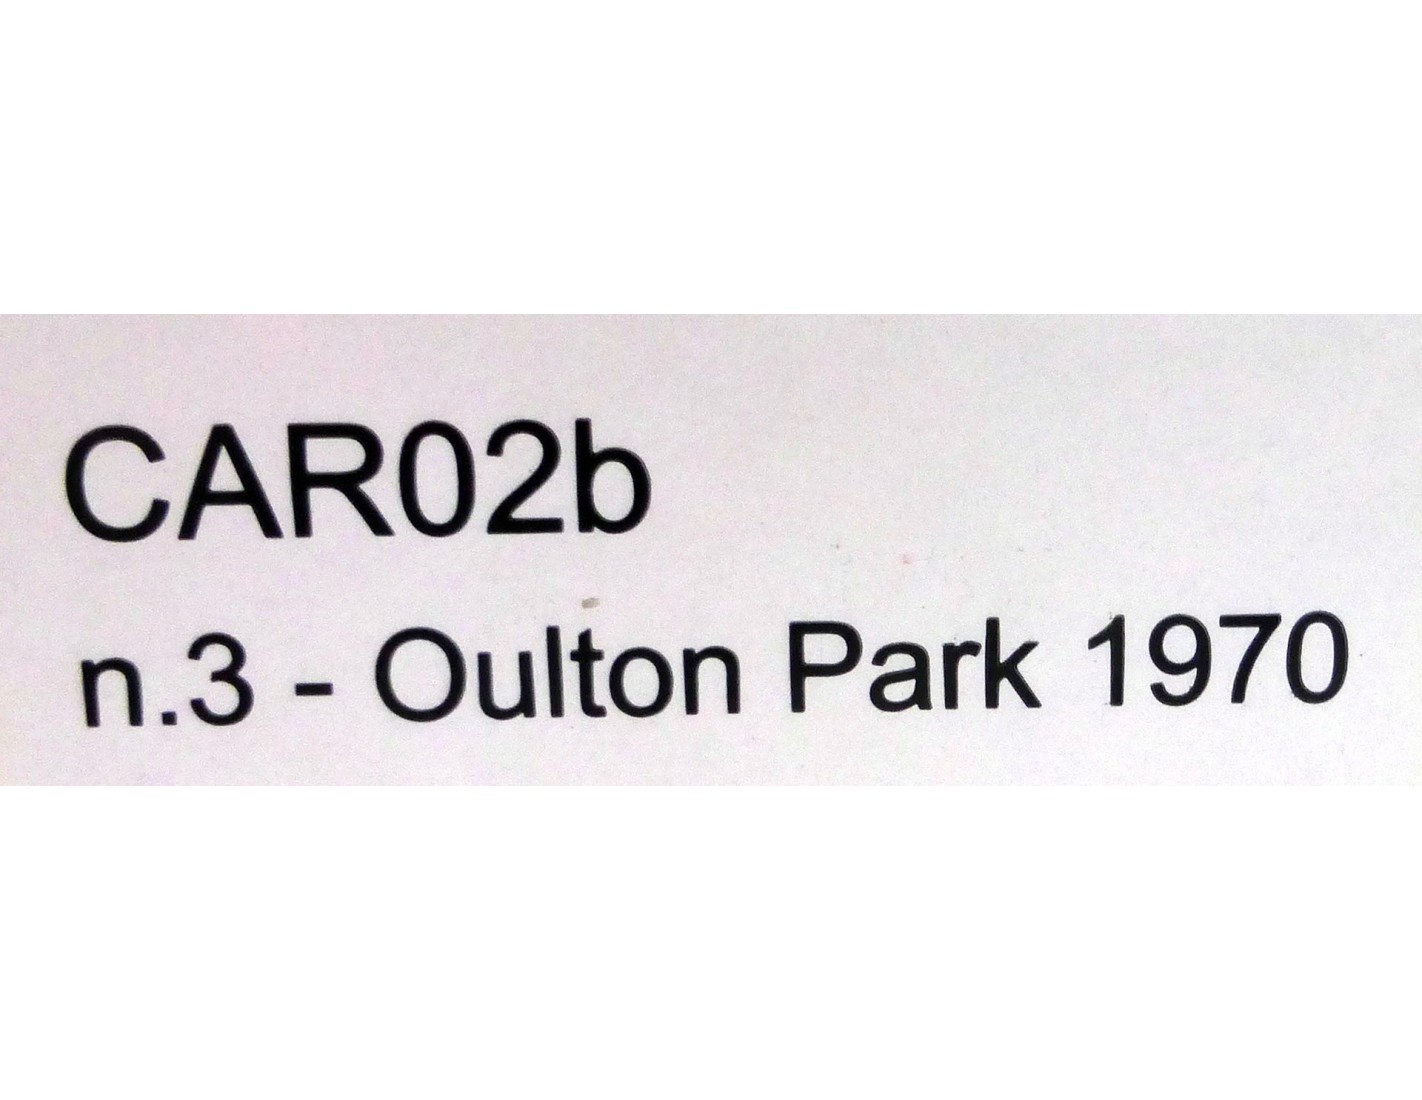 CAR02b
n.3 - Oulton Park 1970